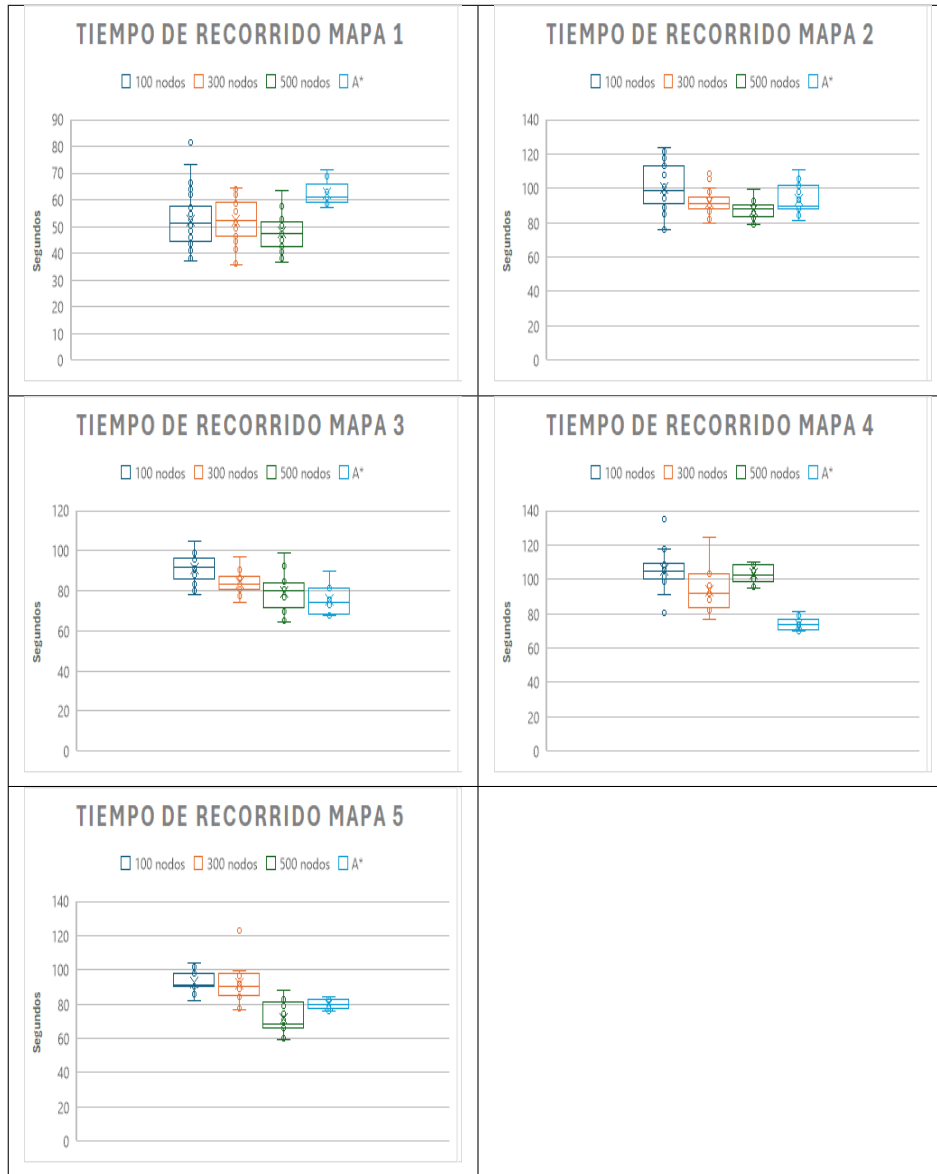 TIEMPO DE RECORRIDO MAPA 1
100 nodos 300 nodos 500 nodos A*
Segundos
90
80
70
60
50
40
30
20
10
0
TIEMPO DE RECORRIDO MAPA 2
100 nodos 300 nodos 500 nodos A*
Segundos
140
120
100
80
60
40
20
0
TIEMPO DE RECORRIDO MAPA 3
100 nodos 300 nodos 500 nodos A*
Segundos
120
100
80
60
40
20
0
TIEMPO DE RECORRIDO MAPA 4
100 nodos 300 nodos 500 nodos A*
Segundos
140
120
100
80
60
40
20
0
TIEMPO DE RECORRIDO MAPA 5
100 nodos 300 nodos 500 nodos A*
Segundos
140
120
100
80
60
40
20
0